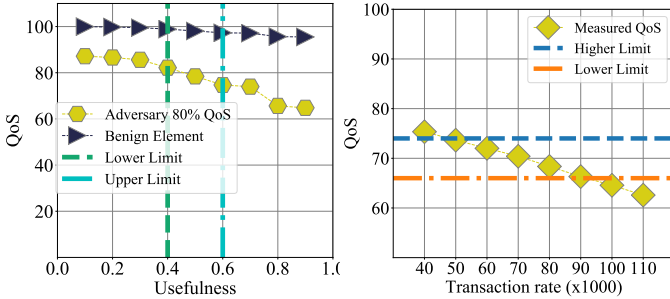 100
80
60
40
20
QoS
Adversary 80% QoS
Benign Element
Lower Limit
Upper Limit
0.0 0.2 0.4 0.6 0.8 1.0
Usefulness
100
90
80
70
60
QoS
Measured QoS
Higher Limit
Lower Limit
40 50 60 70 80 90 100 110
Transaction rate (x1000)